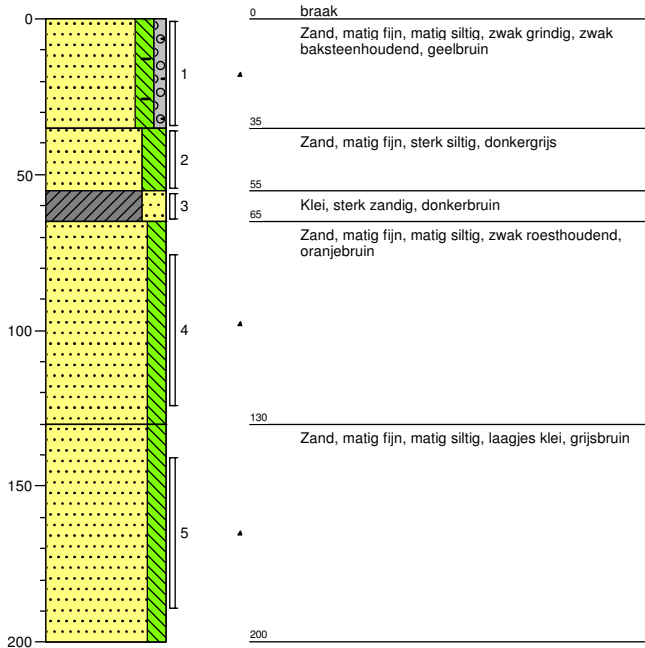 0
braak
0
Zand, matig fijn, matig siltig, zwak grindig, zwak
baksteenhoudend, geelbruin
1
35
Zand, matig fijn, sterk siltig, donkergrijs
2
50
55
Klei, sterk zandig, donkerbruin
3
65
Zand, matig fijn, matig siltig, zwak roesthoudend,
oranjebruin
4
100
130
Zand, matig fijn, matig siltig, laagjes klei, grijsbruin
150
5
200
200